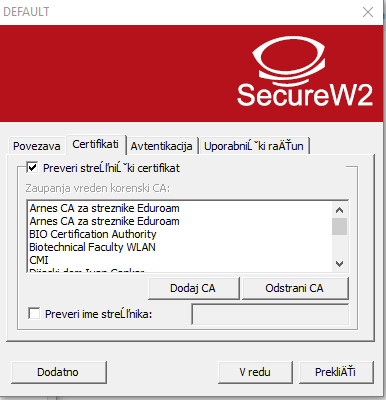 DEFAULT
SecureW2
Povezava Certifikati Avtentikacija UporabniĹˇki raÄŤun
Preveri streĹľniĹˇki certifikat
Zaupanja vreden korenski CA:
Arnes CA za streznike Eduroam
Arnes CA za streznike Eduroam
BIO Certification Authority
Biotechnical Faculty WLAN
CMI
Dijaski dom Ivan Cankar
Dodaj CA Odstrani CA
Preveri ime streĹľnika:
Dodatno V redu PrekliÄŤi